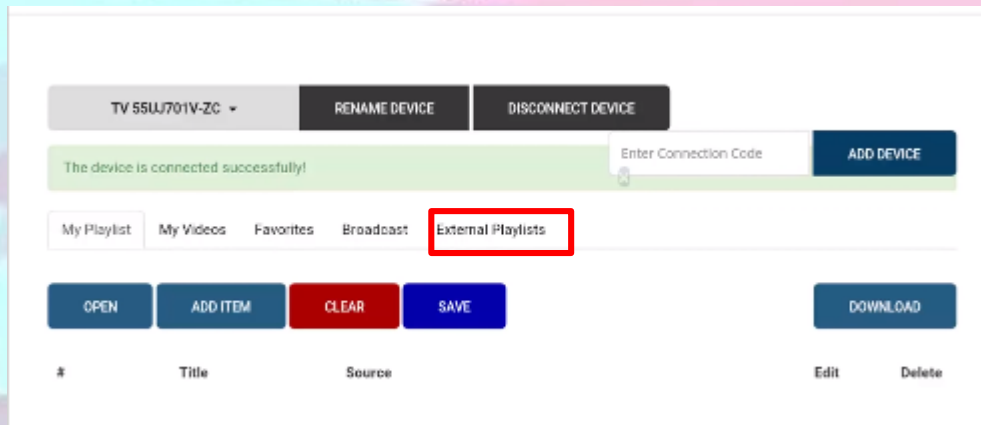 TV 55UJ701V-ZC RENAME DEVICE DISCONNECT DEVICE
Enter Connection Code ADD DEVICE
The device is connected successfully!
My Playlist My Videos Favorites Broadcast External Playlists
OPEN ADD ITEM CLEAR SAVE DOWNLOAD
# Title Source Edit Delete